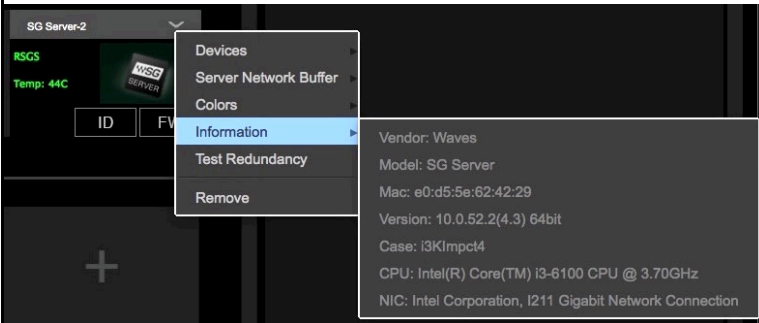 SG Server-2
RSGS
Temp: 44C
WSG
SERVER
ID
Devices
Server Network Buffer
Colors
Information
Test Redundancy
Remove
Vendor: Waves
Model: SG Server
Mac: e0:d5:5e:62:42:29
Version: 10.0.52.2(4.3) 64bit
Case: i3KImpct4
CPU: Intel(R) Core(TM) i3-6100 CPU @ 3.70GHz
NIC: Intel Corporation, I211 Gigabit Network Connection